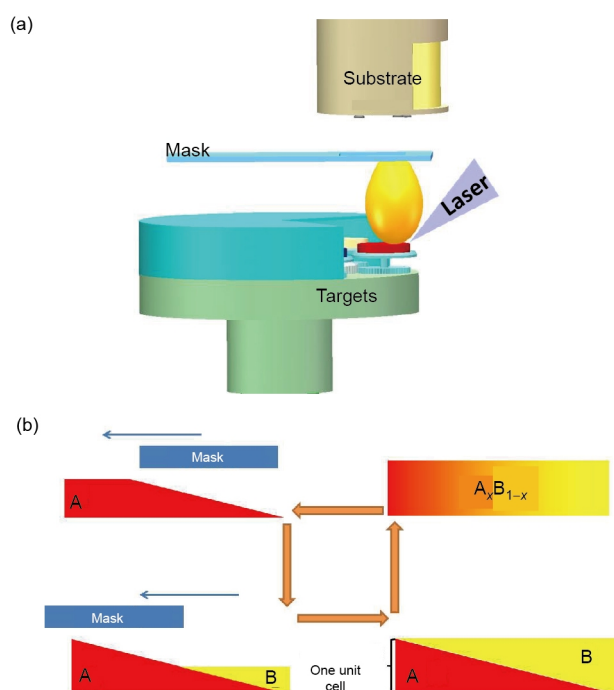 (a)
Substrate
Mask
Laser
Targets
(b)
Mask
A
AₓB₁₋ₓ
Mask
A
B
One unit
cell
B
A